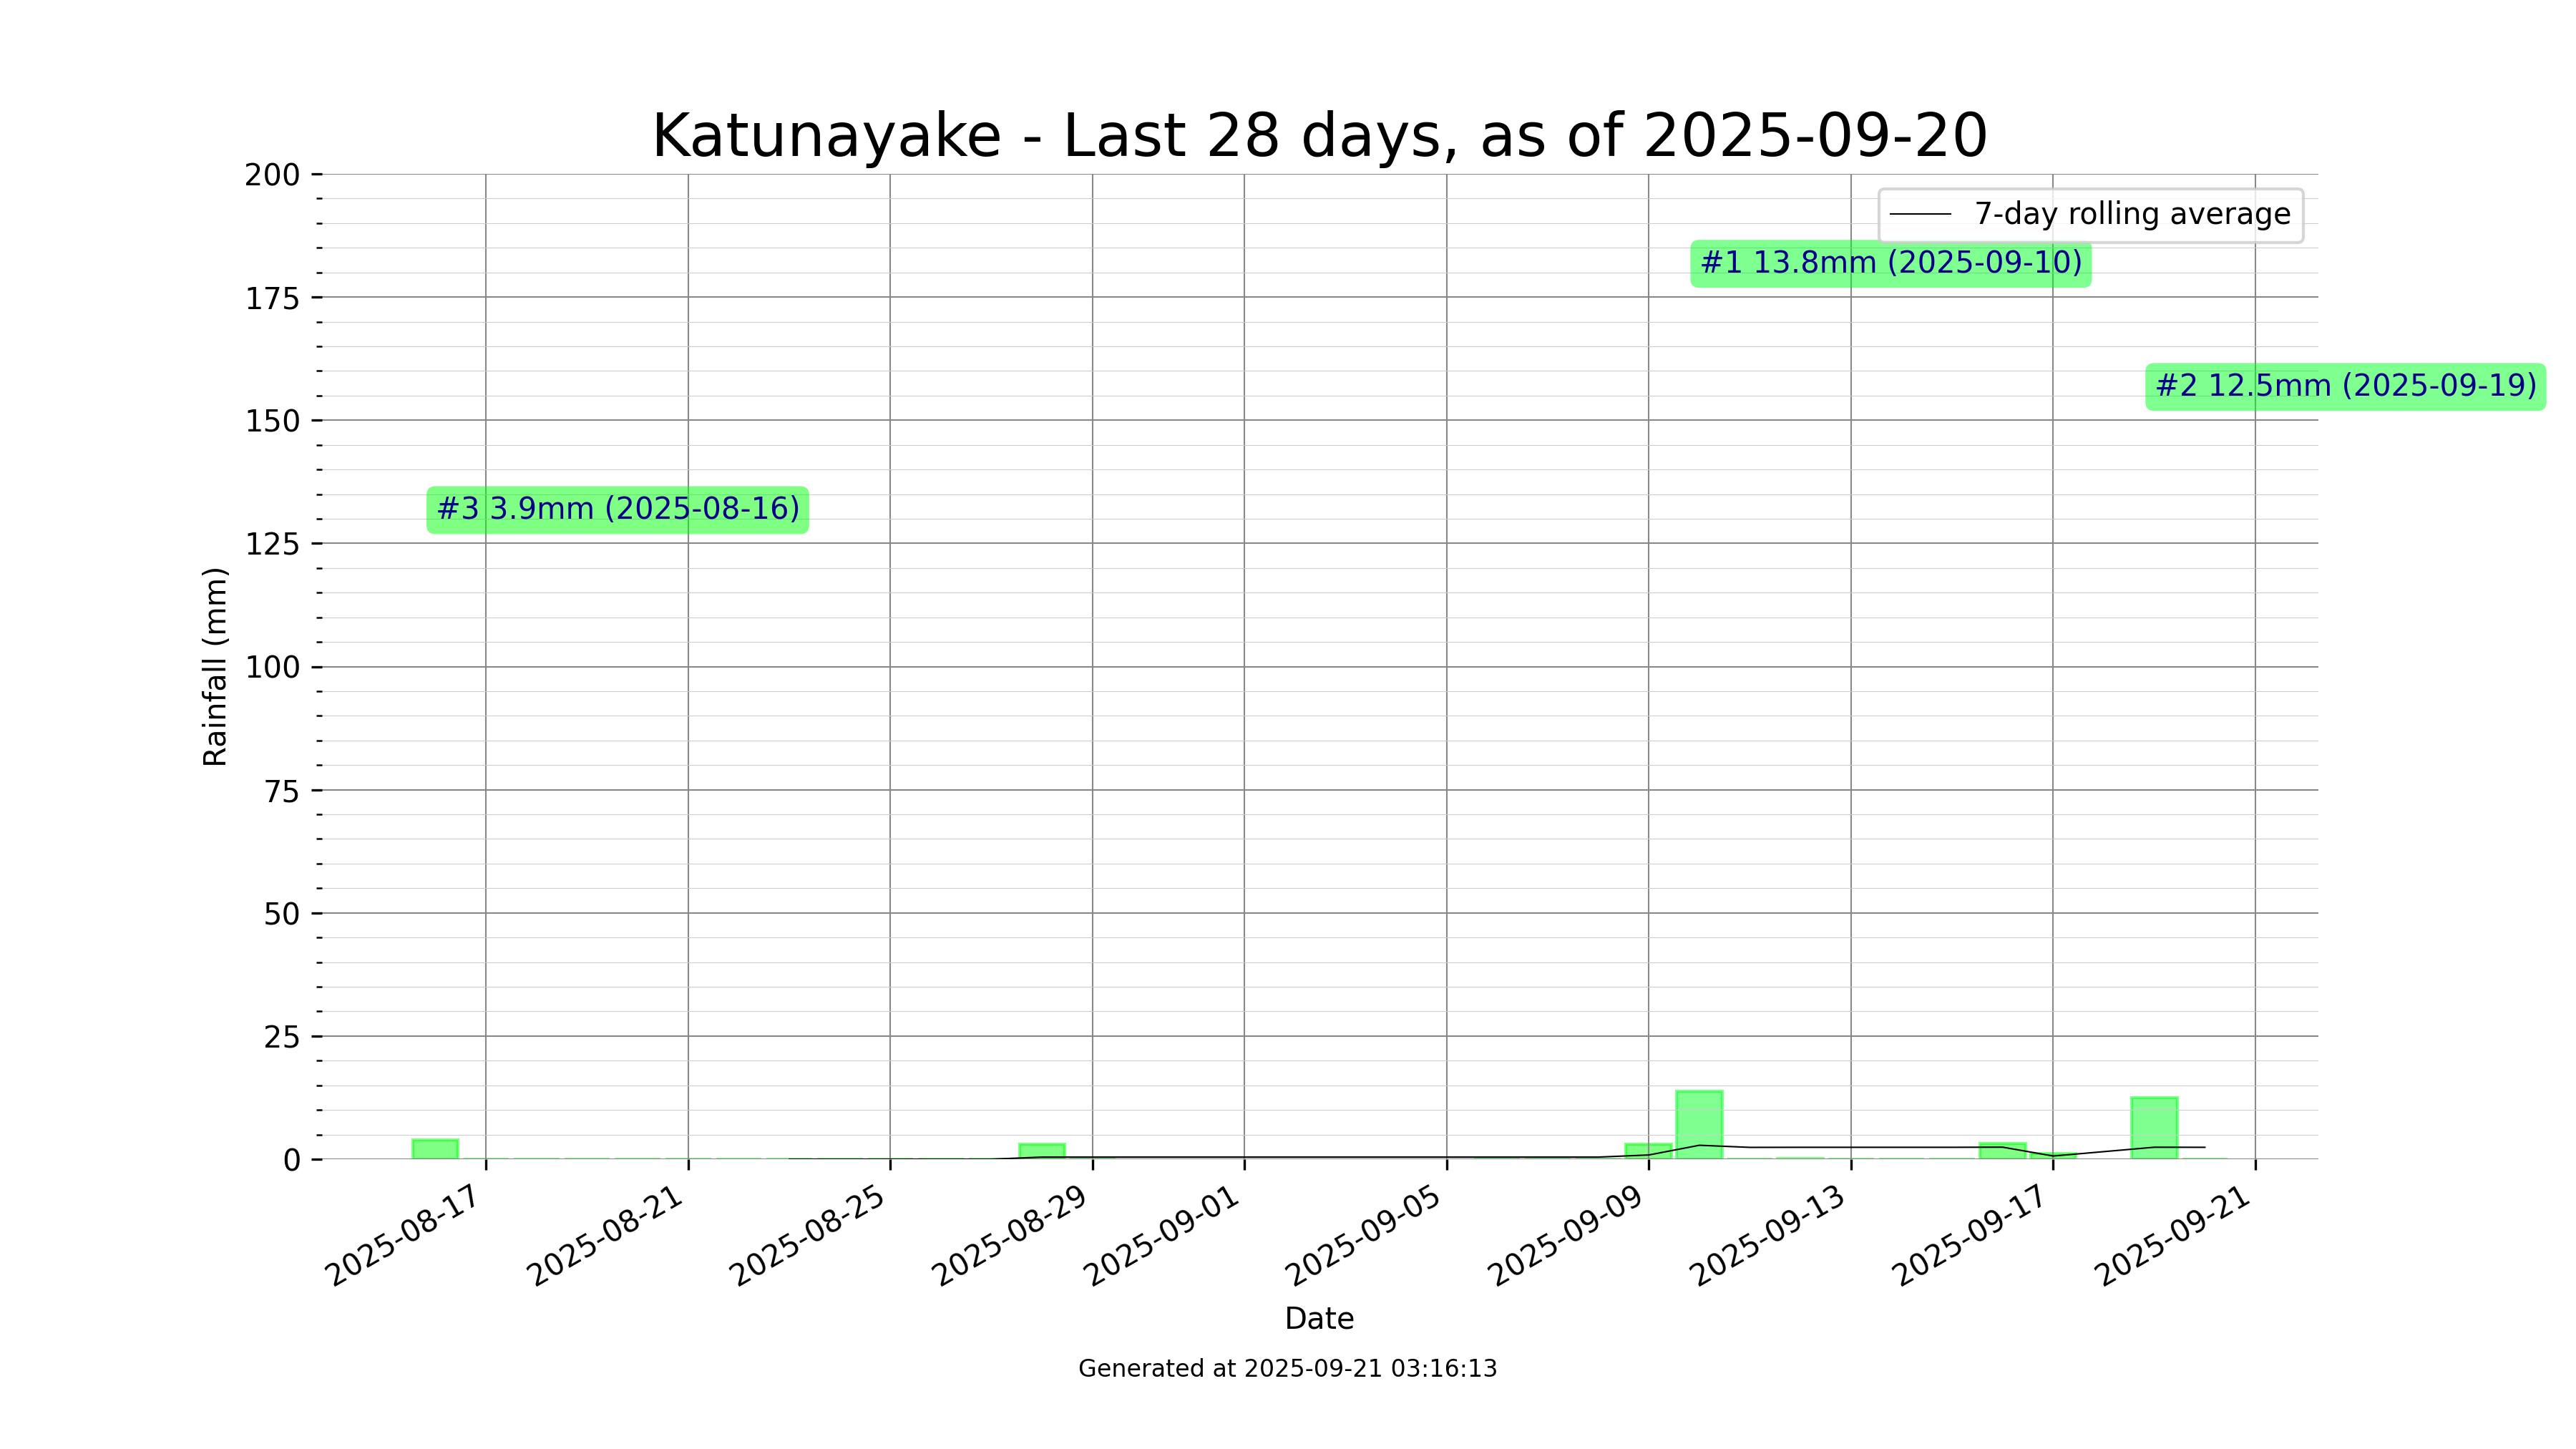 Katunayake - Last 28 days, as of 2025-09-20
7-day rolling average
#1 13.8mm (2025-09-10)
#2 12.5mm (2025-09-19)
#3 3.9mm (2025-08-16)
Rainfall (mm)
200
175
150
125
100
75
50
25
0
2025-08-17
2025-08-21
2025-08-25
2025-08-29
2025-09-01
2025-09-05
2025-09-09
2025-09-13
2025-09-17
2025-09-21
Date
Generated at 2025-09-21 03:16:13